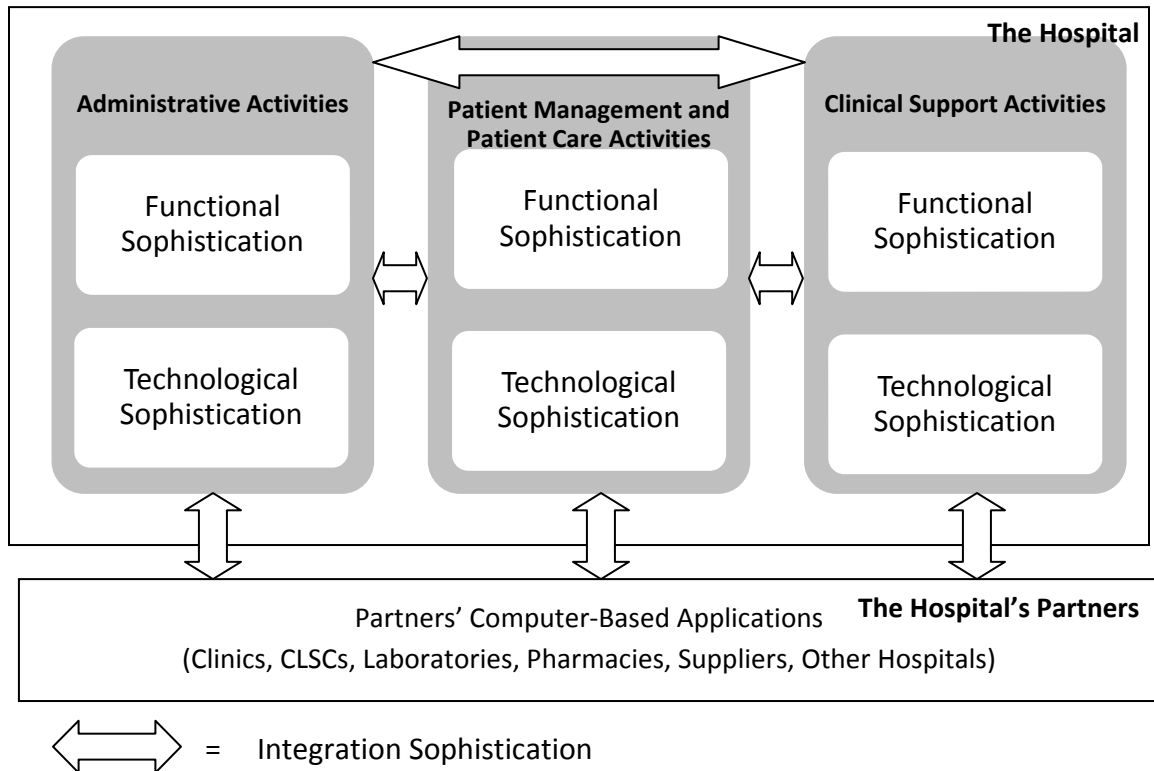 The Hospital
Administrative Activities
Patient Management and
Patient Care Activities
Clinical Support Activities
Functional
Sophistication
Functional
Sophistication
Functional
Sophistication
Technological
Sophistication
Technological
Sophistication
Technological
Sophistication
The Hospital’s Partners
Partners’ Computer-Based Applications
(Clinics, CLSCs, Laboratories, Pharmacies, Suppliers, Other Hospitals)
= Integration Sophistication